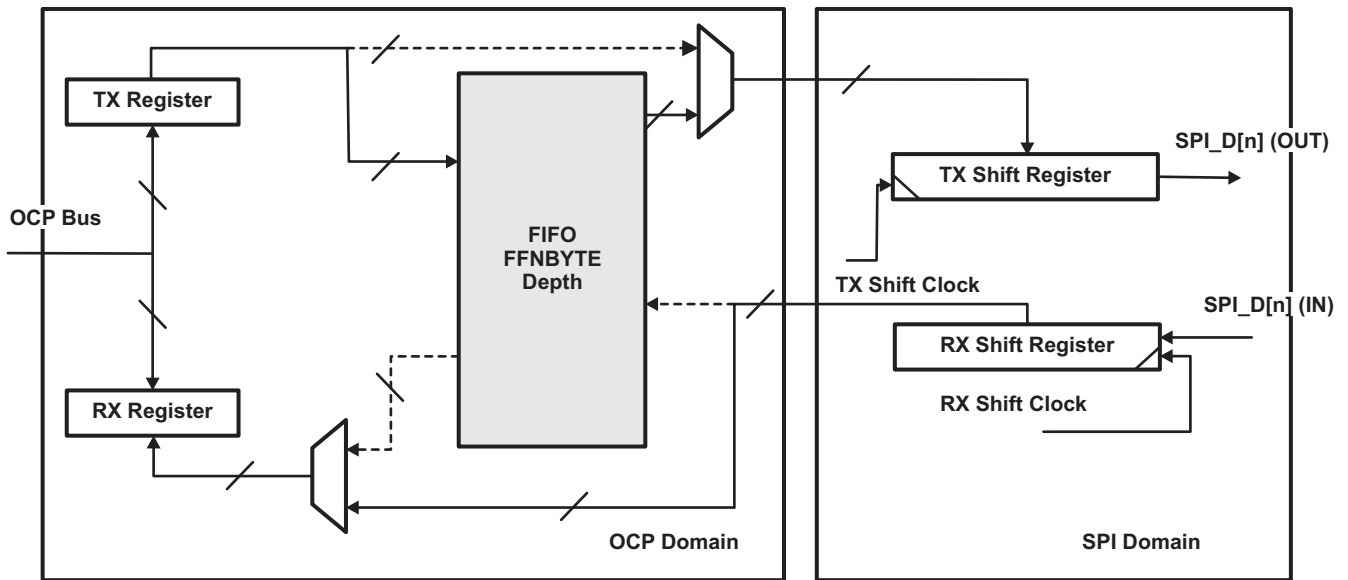 TX Register
SPI_D[n] (OUT)
TX Shift Register
OCP Bus
FIFO
FFNBYTE
Depth
TX Shift Clock
SPI_D[n] (IN)
RX Shift Register
RX Register
RX Shift Clock
OCP Domain
SPI Domain